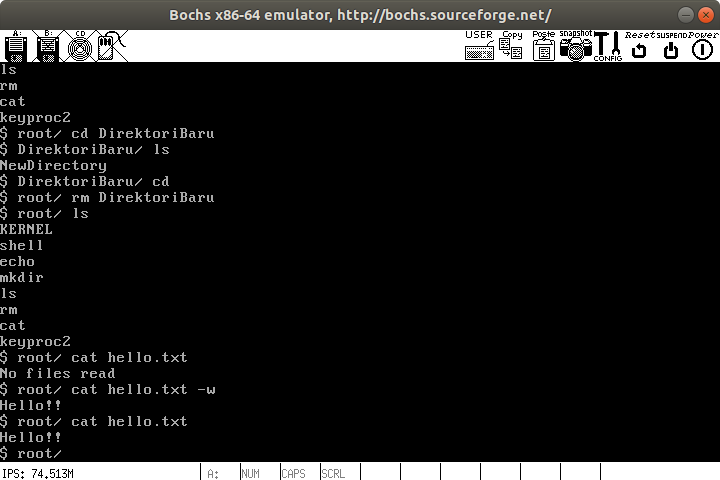 Bochs x86-64 emulator, http://bochs.sourceforge.net/
A: B: CD USER Copy Paste snapshot CONFIG Reset SUSPEND Power
ls
rm
cat
keyproc2
$ root/ cd DirektoriBaru
$ DirektoriBaru/ ls
NewDirectory
$ DirektoriBaru/ cd
$ root/ rm DirektoriBaru
$ root/ ls
KERNEL
shell
echo
mkdir
ls
rm
cat
keyproc2
$ root/ cat hello.txt
No files read
$ root/ cat hello.txt -w
Hello!!
$ root/ cat hello.txt
Hello!!
$ root/
IPS: 74.513M A: NUM CAPS SCRL